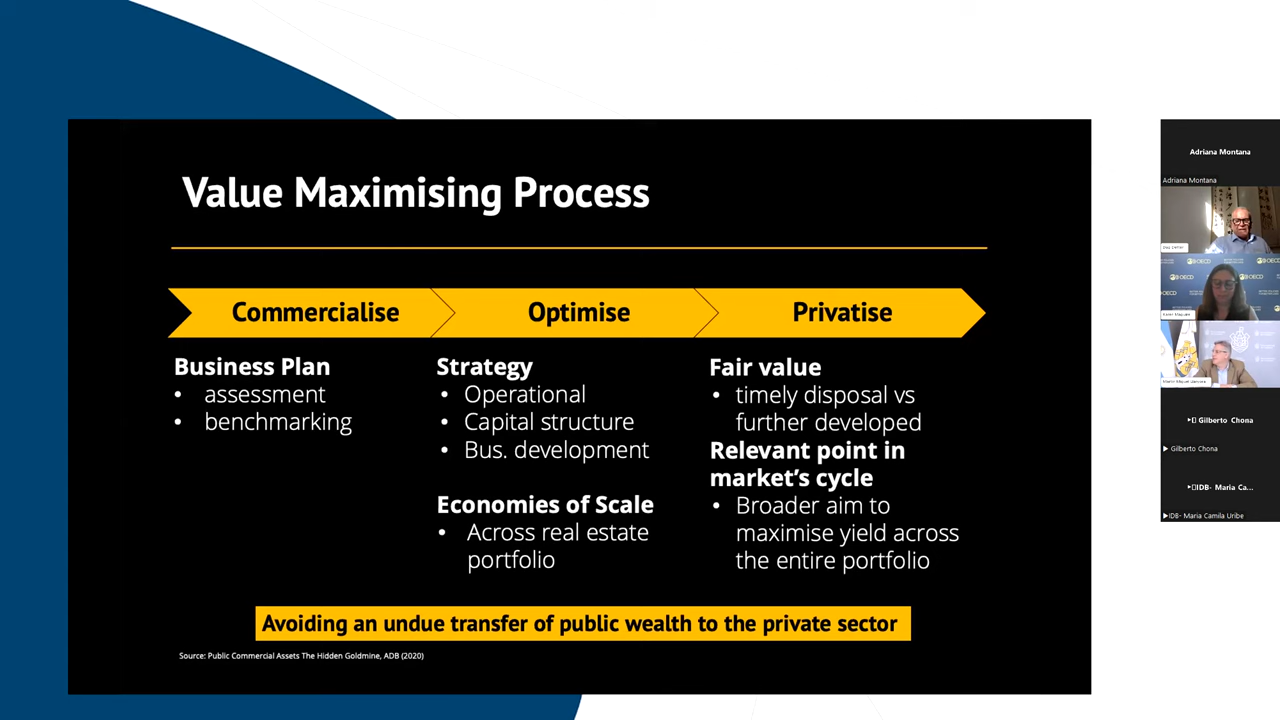 Value Maximising Process
Commercialise
Optimise
Privatise
Business Plan
• assessment
• benchmarking
Strategy
• Operational
• Capital structure
• Bus. development
Economies of Scale
• Across real estate
portfolio
Fair value
• timely disposal vs
further developed
Relevant point in
market's cycle
• Broader aim to
maximise yield across
the entire portfolio
Avoiding an undue transfer of public wealth to the private sector
Source: Public Commercial Assets The Hidden Goldmine, ADB (2020)
Adriana Montana
Adriana Montana
OECD
OECD
OECD
Gilberto Chona
Gilberto Chona
IDB- Maria Ca...
IDB- Maria Camila Uribe